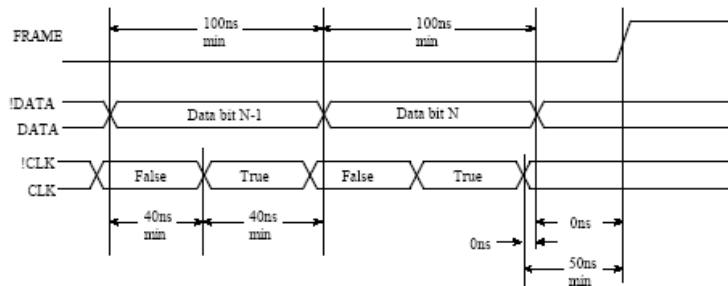 100ns
min
100ns
min
FRAME
!DATA
DATA
Data bit N-1
Data bit N
!CLK
CLK
False
True
False
True
40ns
min
40ns
min
0ns
0ns
50ns
min